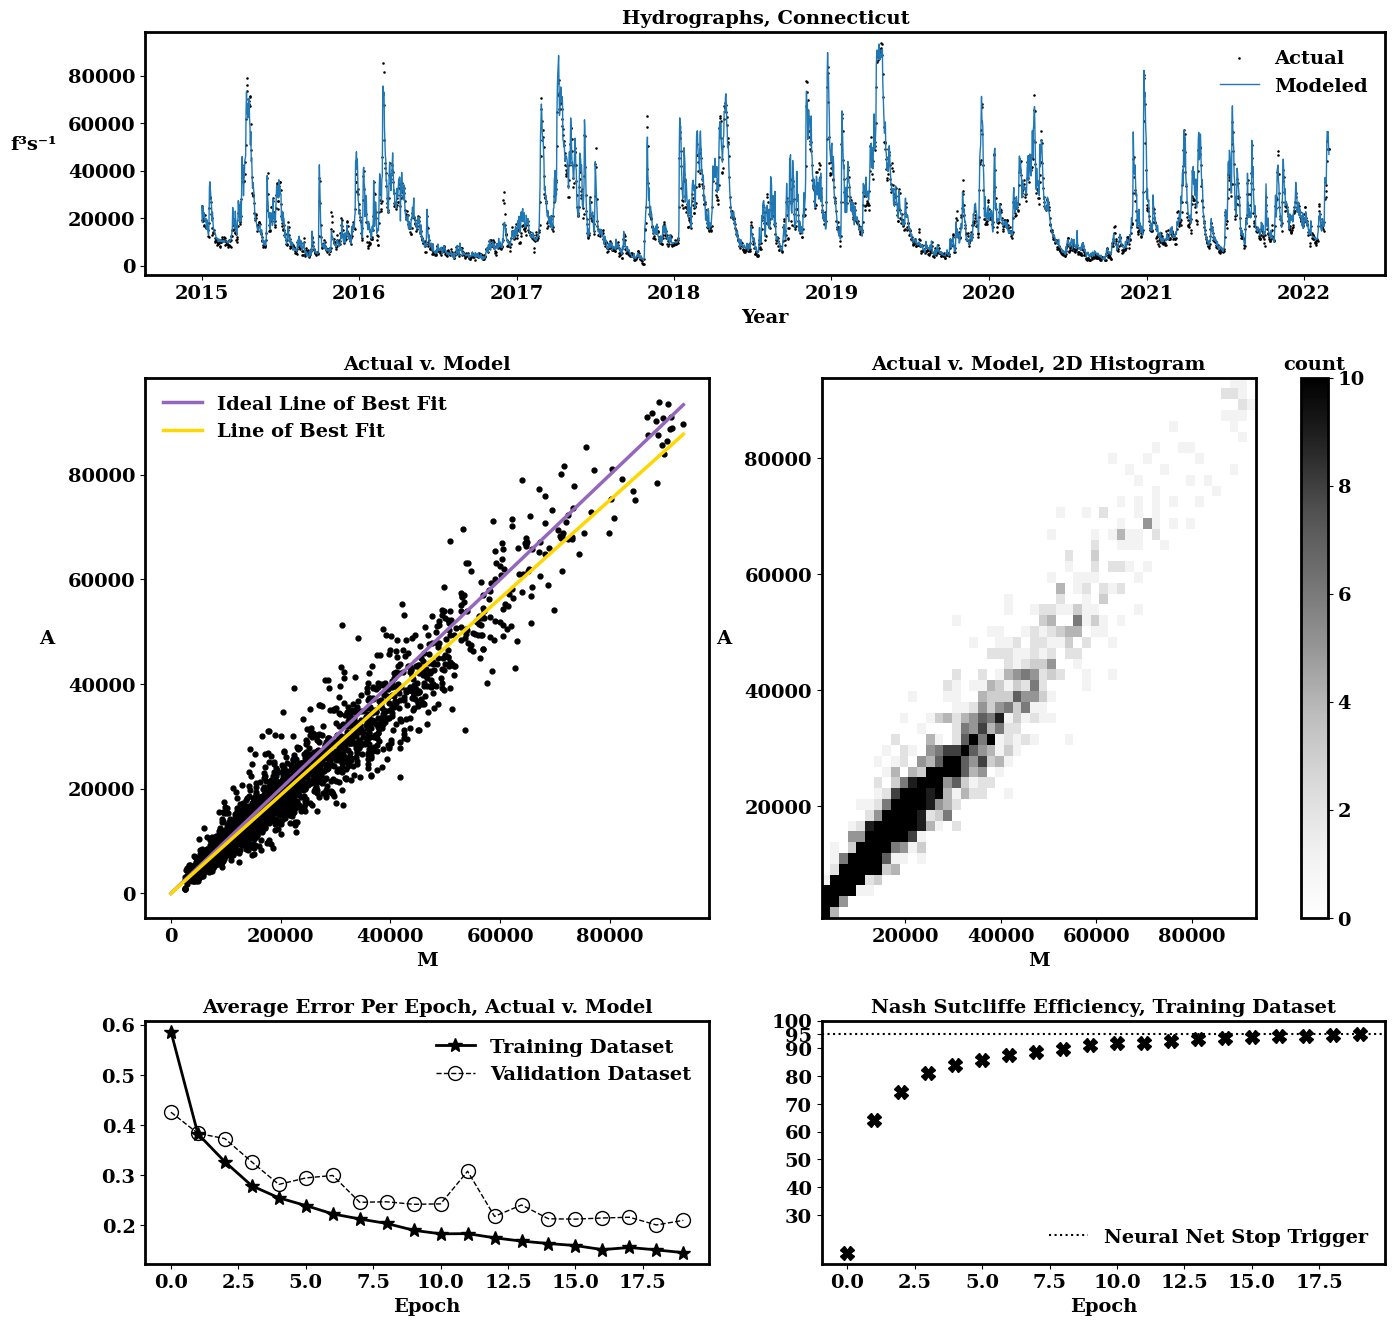 Hydrographs, Connecticut
80000
60000
40000
20000
0
f³s⁻¹
Actual
Modeled
2015 2016 2017 2018 2019 2020 2021 2022
Year
Actual v. Model
Ideal Line of Best Fit
Line of Best Fit
80000
60000
40000
20000
0
A
0 20000 40000 60000 80000
M
Actual v. Model, 2D Histogram
80000
60000
40000
20000
A
20000 40000 60000 80000
M
count
10
8
6
4
2
0
Average Error Per Epoch, Actual v. Model
0.6
0.5
0.4
0.3
0.2
Training Dataset
Validation Dataset
0.0 2.5 5.0 7.5 10.0 12.5 15.0 17.5
Epoch
Nash Sutcliffe Efficiency, Training Dataset
100
95
90
80
70
60
50
40
30
Neural Net Stop Trigger
0.0 2.5 5.0 7.5 10.0 12.5 15.0 17.5
Epoch